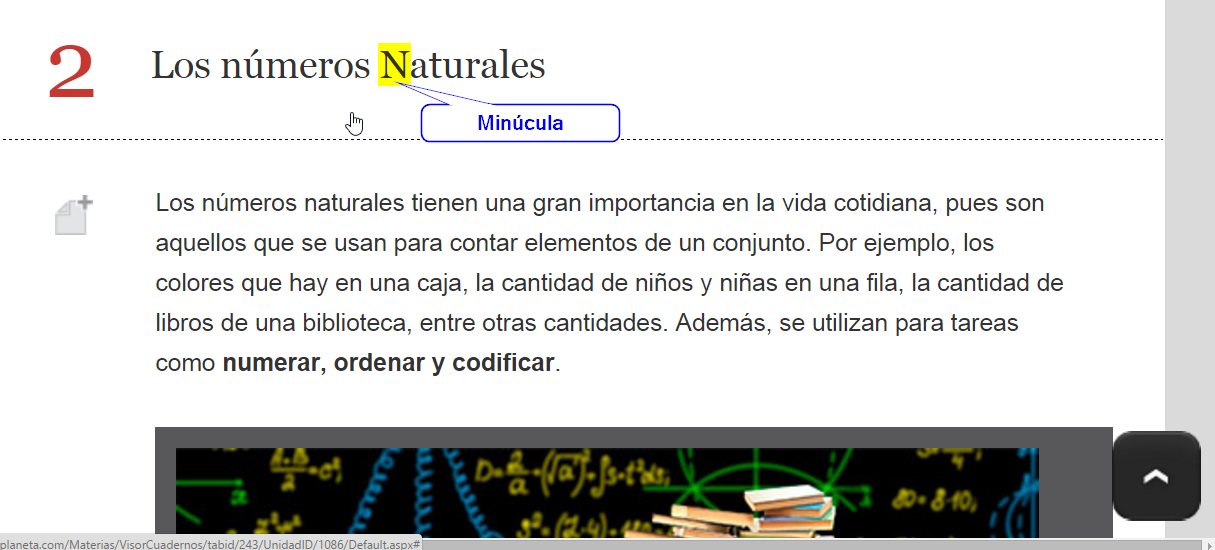 2
Los números Naturales
Minúcula
Los números naturales tienen una gran importancia en la vida cotidiana, pues son
aquellos que se usan para contar elementos de un conjunto. Por ejemplo, los
colores que hay en una caja, la cantidad de niños y niñas en una fila, la cantidad de
libros de una biblioteca, entre otras cantidades. Además, se utilizan para tareas
como numerar, ordenar y codificar.
planeta.com/Materias/VisorCuadernos/tabid/243/UnidadID/1086/Default.aspx#